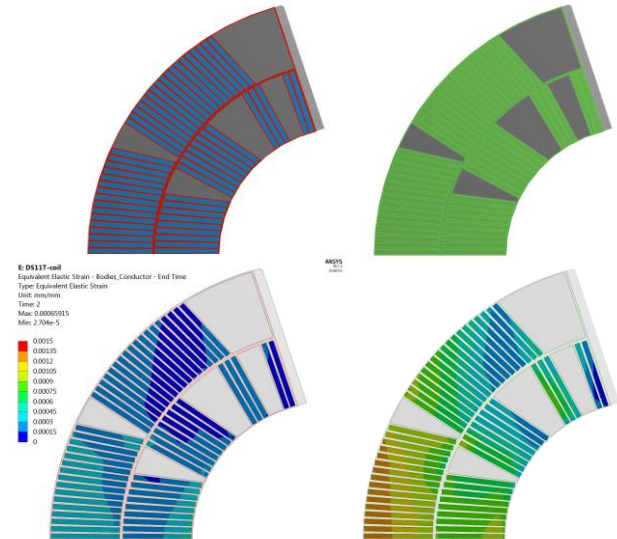 E: DS11T-coil
Equivalent Elastic Strain - Bodies_Conductor - End Time
Type: Equivalent Elastic Strain
Unit: mm/mm
Time: 2
Max: 0.00065915
Min: 2.704e-5
0.0015
0.00135
0.0012
0.00105
0.0009
0.00075
0.0006
0.00045
0.0003
0.00015
0
ANSYS